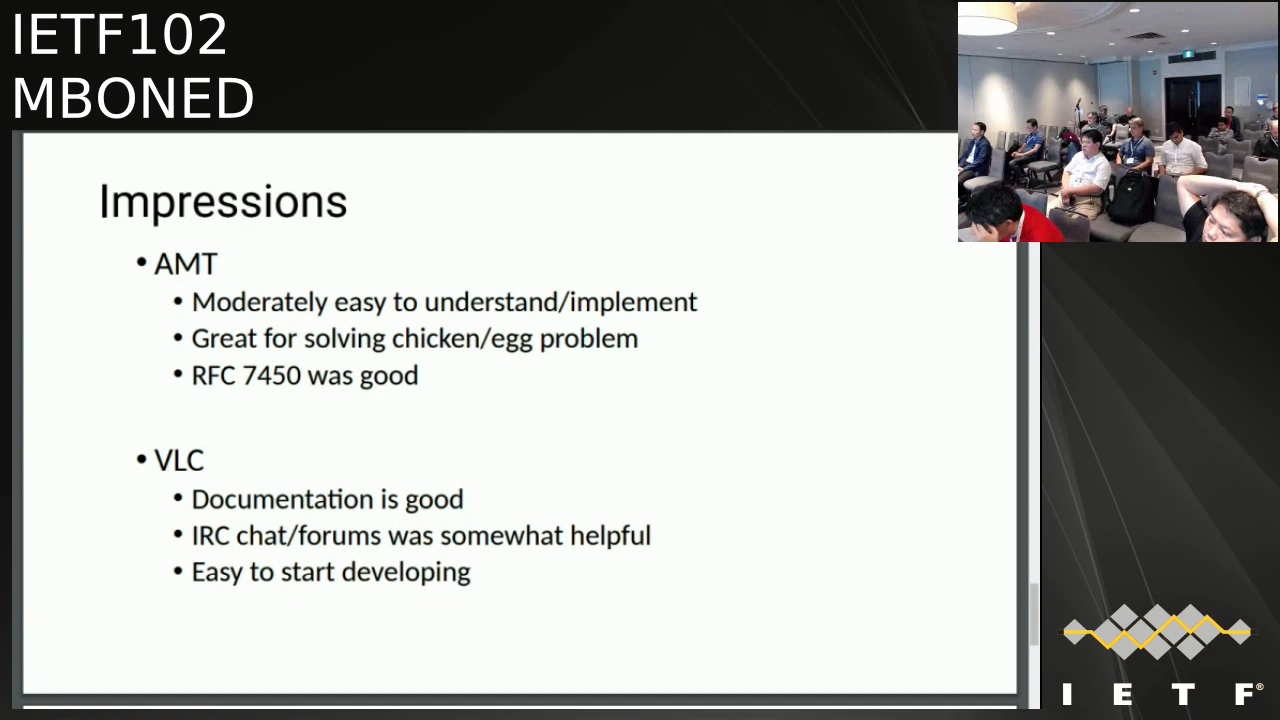 IETF102
MBONED
Impressions
• AMT
• Moderately easy to understand/implement
• Great for solving chicken/egg problem
• RFC 7450 was good
• VLC
• Documentation is good
• IRC chat/forums was somewhat helpful
• Easy to start developing
I E T F®